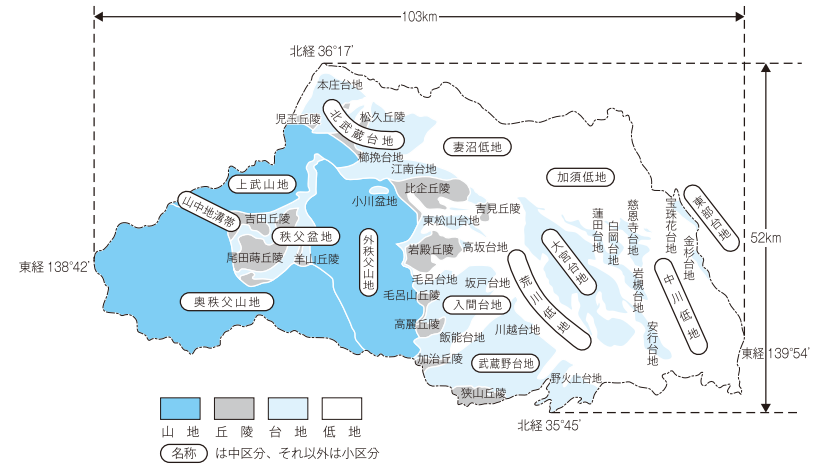 103km
北経 36°17′
本庄台地
児玉丘陵
松久丘陵
北武蔵台地
妻沼低地
櫛挽台地
江南台地
加須低地
上武山地
比企丘陵
小川盆地
山中地溝帯
吉田丘陵
東松山台地
吉見丘陵
蓮田台地
白岡台地
慈恩寺台地
宝珠花台地
東部台地
秩父盆地
外秩父山地
岩殿丘陵
高坂台地
大宮台地
金杉台地
52km
東経 138°42′
尾田蒔丘陵
羊山丘陵
毛呂台地
坂戸台地
荒川低地
岩槻台地
中川低地
奥秩父山地
毛呂山丘陵
入間台地
高麗丘陵
飯能台地
川越台地
安行台地
東経 139°54′
加治丘陵
武蔵野台地
野火止台地
狭山丘陵
北経 35°45′
山地
丘陵
台地
低地
名称 は中区分、それ以外は小区分